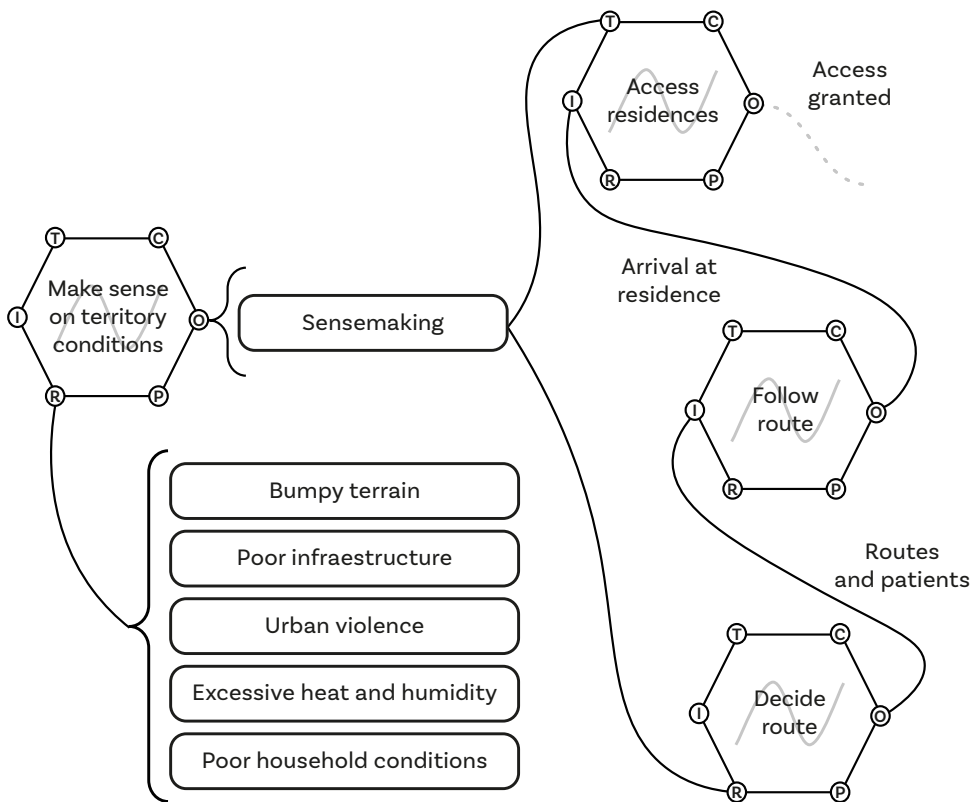 T
C
I
Access
residences
O
R
P
Access
granted
T
C
I
Make sense
on territory
conditions
O
R
P
Sensemaking
Arrival at
residence
T
C
I
Follow
route
O
R
P
Bumpy terrain
Poor infraestructure
Urban violence
Excessive heat and humidity
Poor household conditions
Routes
and patients
T
C
I
Decide
route
O
R
P